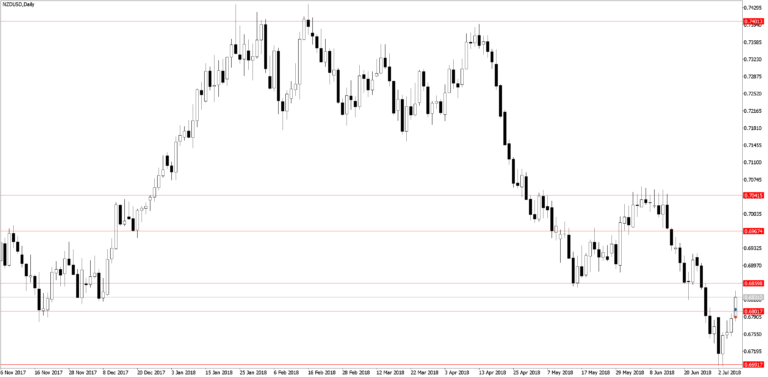 NZDUSD,Daily
0.74295
0.74013
0.73940
0.73585
0.73230
0.72875
0.72520
0.72165
0.71810
0.71455
0.71100
0.70745
0.70415
0.70035
0.69674
0.69325
0.68970
0.68017
0.67905
0.67550
0.67195
0.66917
6 Nov 2017
16 Nov 2017
28 Nov 2017
8 Dec 2017
20 Dec 2017
3 Jan 2018
15 Jan 2018
25 Jan 2018
6 Feb 2018
16 Feb 2018
28 Feb 2018
12 Mar 2018
22 Mar 2018
3 Apr 2018
13 Apr 2018
25 Apr 2018
7 May 2018
17 May 2018
29 May 2018
8 Jun 2018
20 Jun 2018
2 Jul 2018